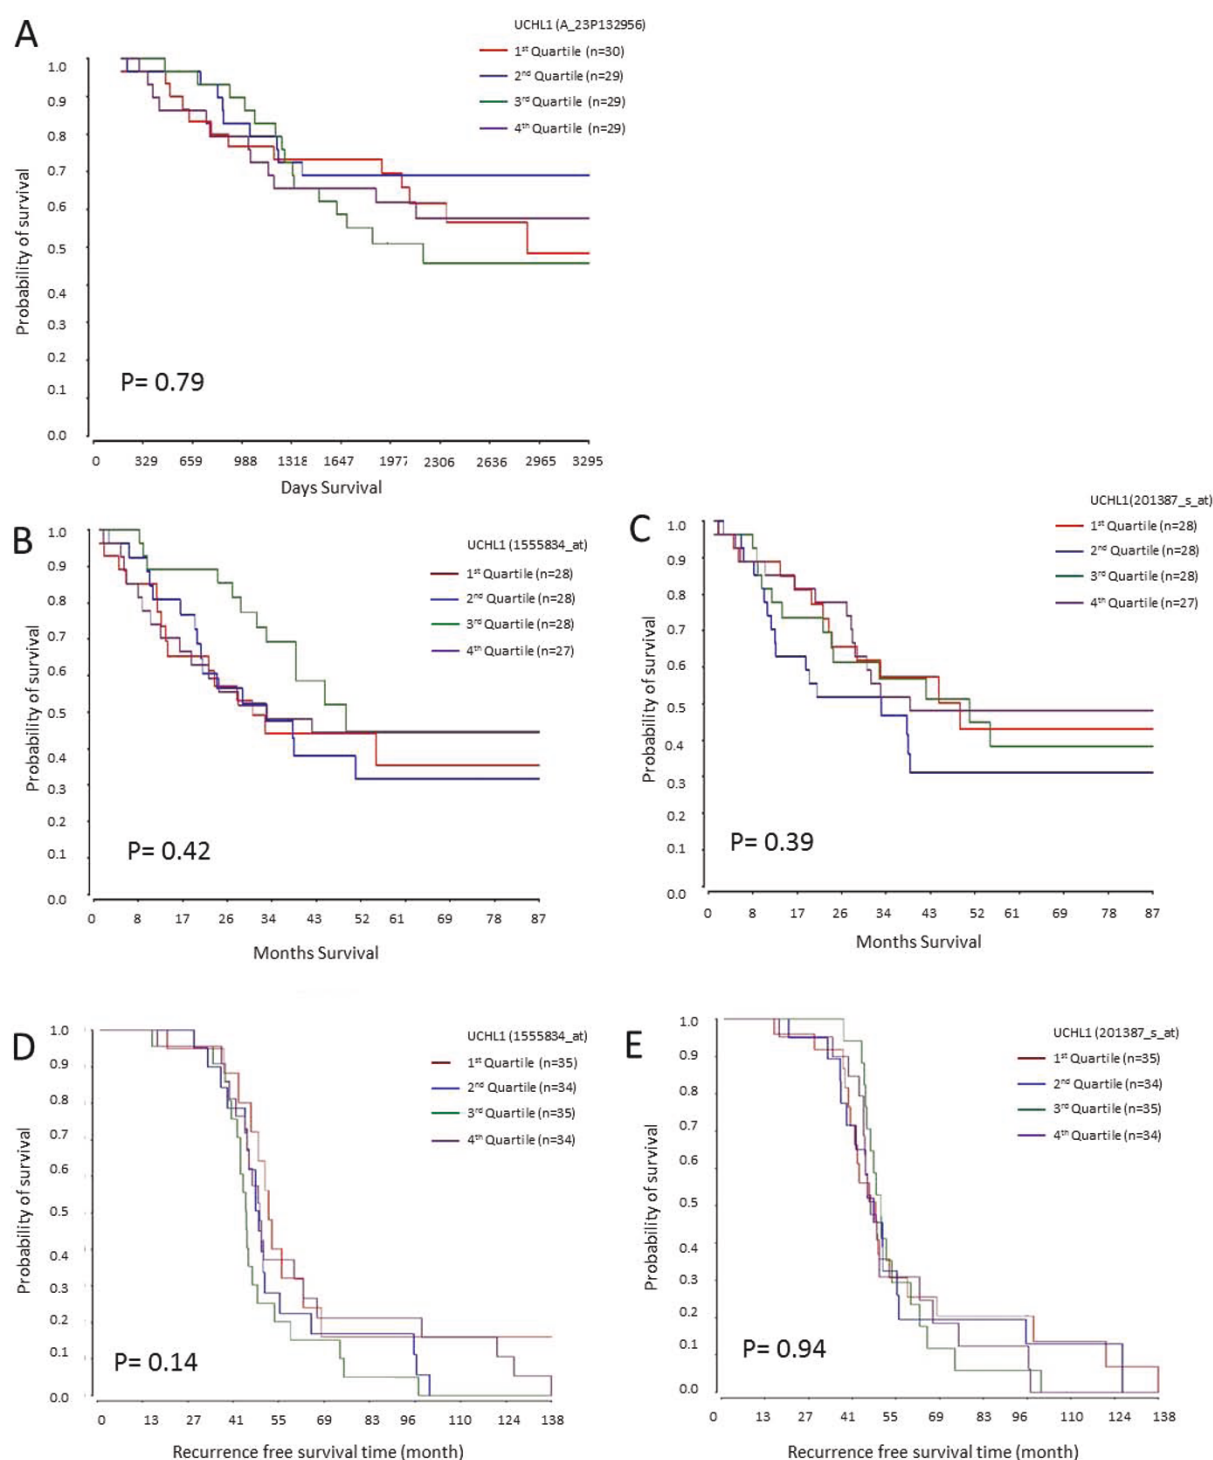 A
UCHL1 (A_23P132956)
1st Quartile (n=30)
2nd Quartile (n=29)
3rd Quartile (n=29)
4th Quartile (n=29)
1.0
0.9
0.8
0.7
0.6
0.5
0.4
0.3
0.2
0.1
0.0
Probability of survival
P= 0.79
0 329 659 988 1318 1647 1977 2306 2636 2965 3295
Days Survival
B
UCHL1 (1555834_at)
1st Quartile (n=28)
2nd Quartile (n=28)
3rd Quartile (n=28)
4th Quartile (n=27)
1.0
0.9
0.8
0.7
0.6
0.5
0.4
0.3
0.2
0.1
0.0
Probability of survival
P= 0.42
0 8 17 26 34 43 52 61 69 78 87
Months Survival
C
UCHL1(201387_s_at)
1st Quartile (n=28)
2nd Quartile (n=28)
3rd Quartile (n=28)
4th Quartile (n=27)
1.0
0.9
0.8
0.7
0.6
0.5
0.4
0.3
0.2
0.1
0.0
Probability of survival
P= 0.39
0 8 17 26 34 43 52 61 69 78 87
Months Survival
D
UCHL1 (1555834_at)
1st Quartile (n=35)
2nd Quartile (n=34)
3rd Quartile (n=35)
4th Quartile (n=34)
1.0
0.9
0.8
0.7
0.6
0.5
0.4
0.3
0.2
0.1
0.0
Probability of survival
P= 0.14
0 13 27 41 55 69 83 96 110 124 138
Recurrence free survival time (month)
E
UCHL1 (201387_s_at)
1st Quartile (n=35)
2nd Quartile (n=34)
3rd Quartile (n=35)
4th Quartile (n=34)
1.0
0.9
0.8
0.7
0.6
0.5
0.4
0.3
0.2
0.1
0.0
Probability of survival
P= 0.94
0 13 27 41 55 69 83 96 110 124 138
Recurrence free survival time (month)